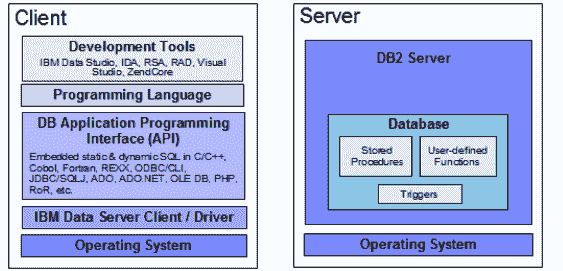 Client
Development Tools
IBM Data Studio, IDA, RSA, RAD, Visual
Studio, ZendCore
Programming Language
DB Application Programming
Interface (API)
Embedded static & dynamic SQL in C/C++,
Cobol, Fortran, REXX, ODBC/CLI,
JDBC/SQLJ, ADO, ADO.NET, OLE DB, PHP,
RoR, etc.
IBM Data Server Client / Driver
Operating System
Server
DB2 Server
Database
Stored
Procedures
User-defined
Functions
Triggers
Operating System